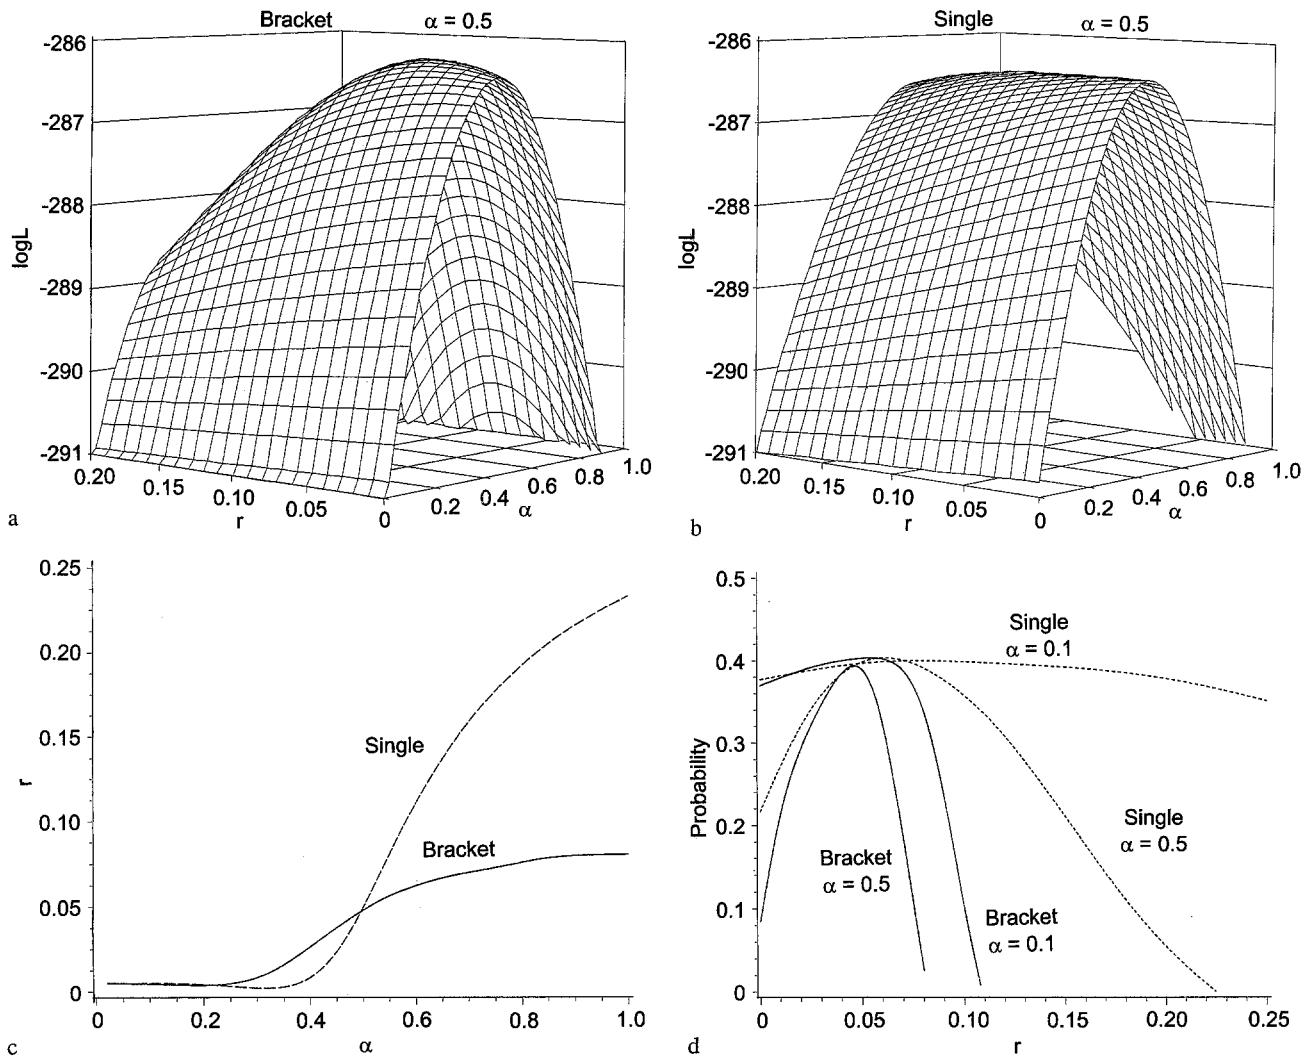 Bracket α = 0.5
-286
-287
-288
-289
-290
-291
logL
0.20
0.15
0.10
0.05
0
r
0.2
0.4
0.6
0.8
1.0
α
a
Single α = 0.5
-286
-287
-288
-289
-290
-291
logL
0.20
0.15
0.10
0.05
0
r
0.2
0.4
0.6
0.8
1.0
α
b
0.25
0.20
0.15
0.10
0.05
0
r
Single
Bracket
0 0.2 0.4 0.6 0.8 1.0
α
c
0.5
0.4
0.3
0.2
0.1
0
Probability
Single
α = 0.1
Single
α = 0.5
Bracket
α = 0.5
Bracket
α = 0.1
0 0.05 0.10 0.15 0.20 0.25
r
d